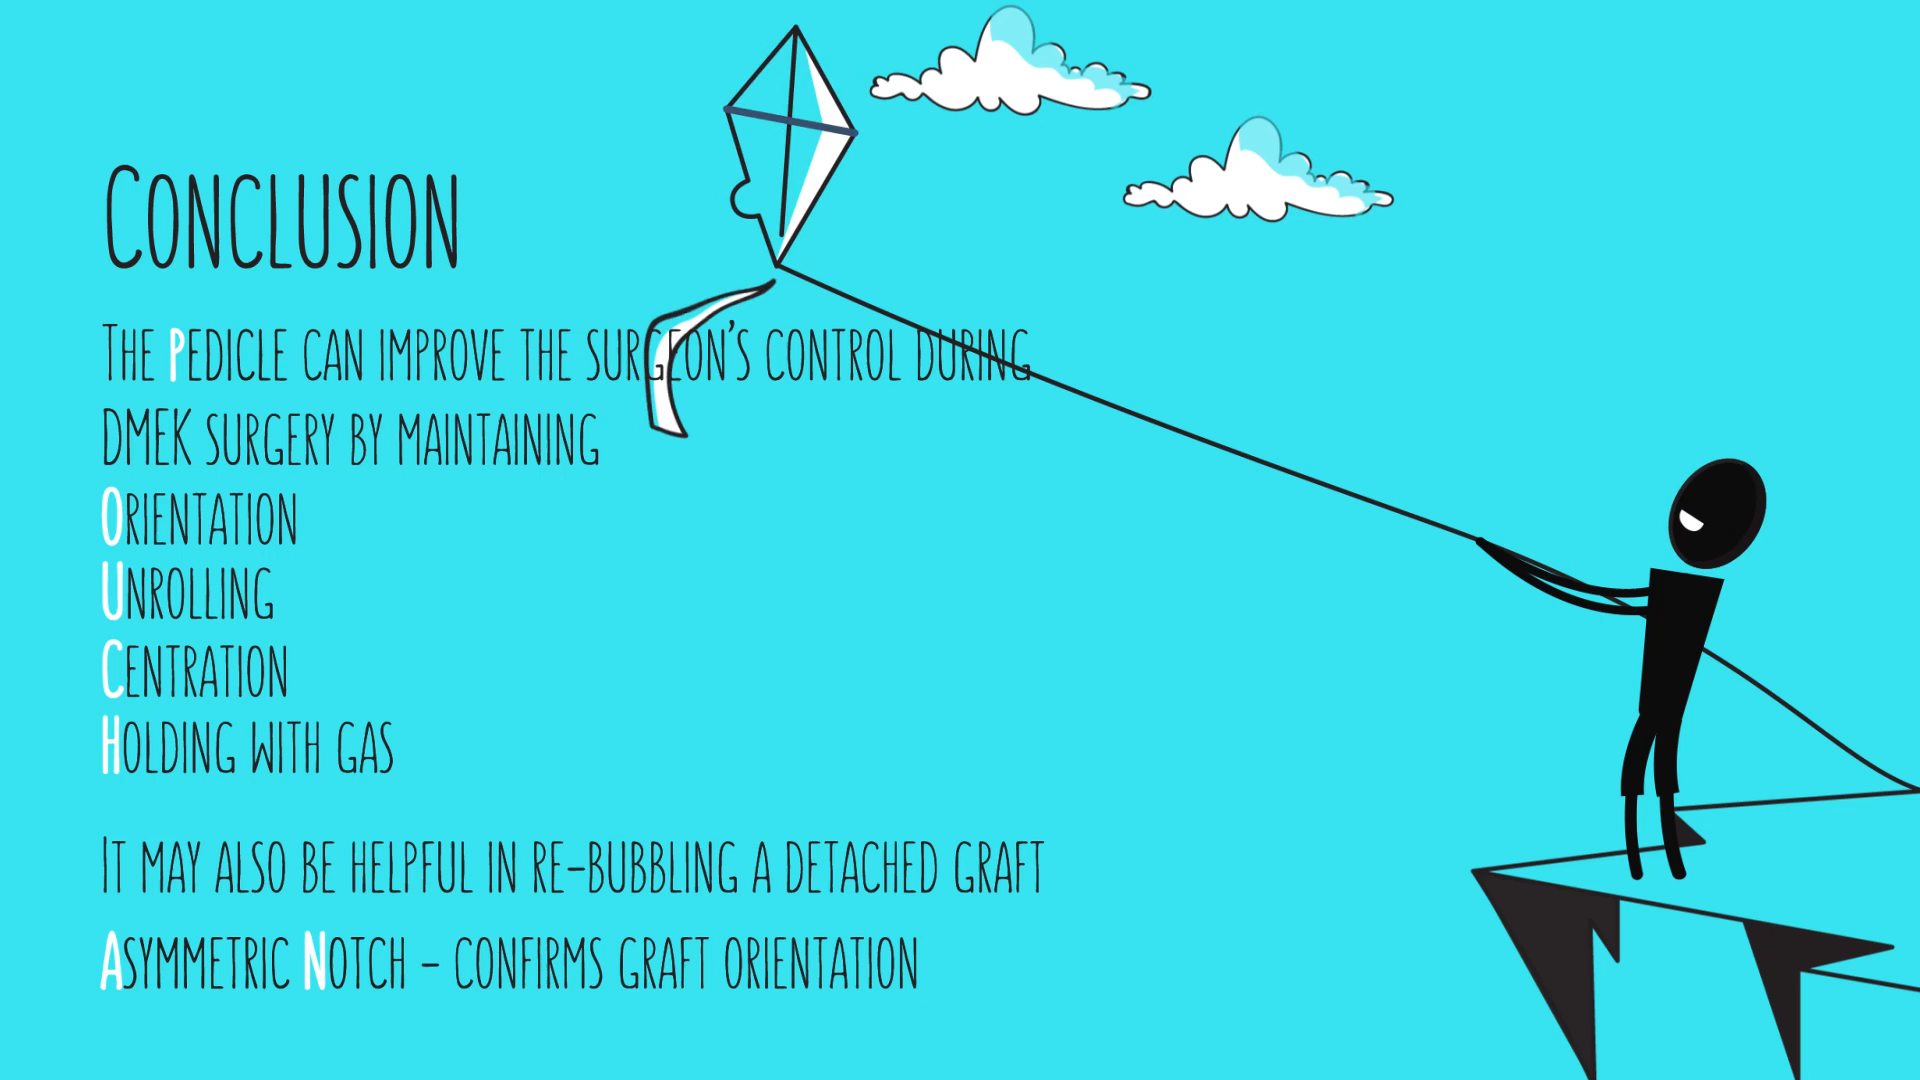 Conclusion
The Pedicle can improve the surgeon's control during
DMEK surgery by maintaining
Orientation
Unrolling
Centration
Holding with gas
It may also be helpful in re-bubbling a detached graft
Asymmetric Notch - confirms graft orientation